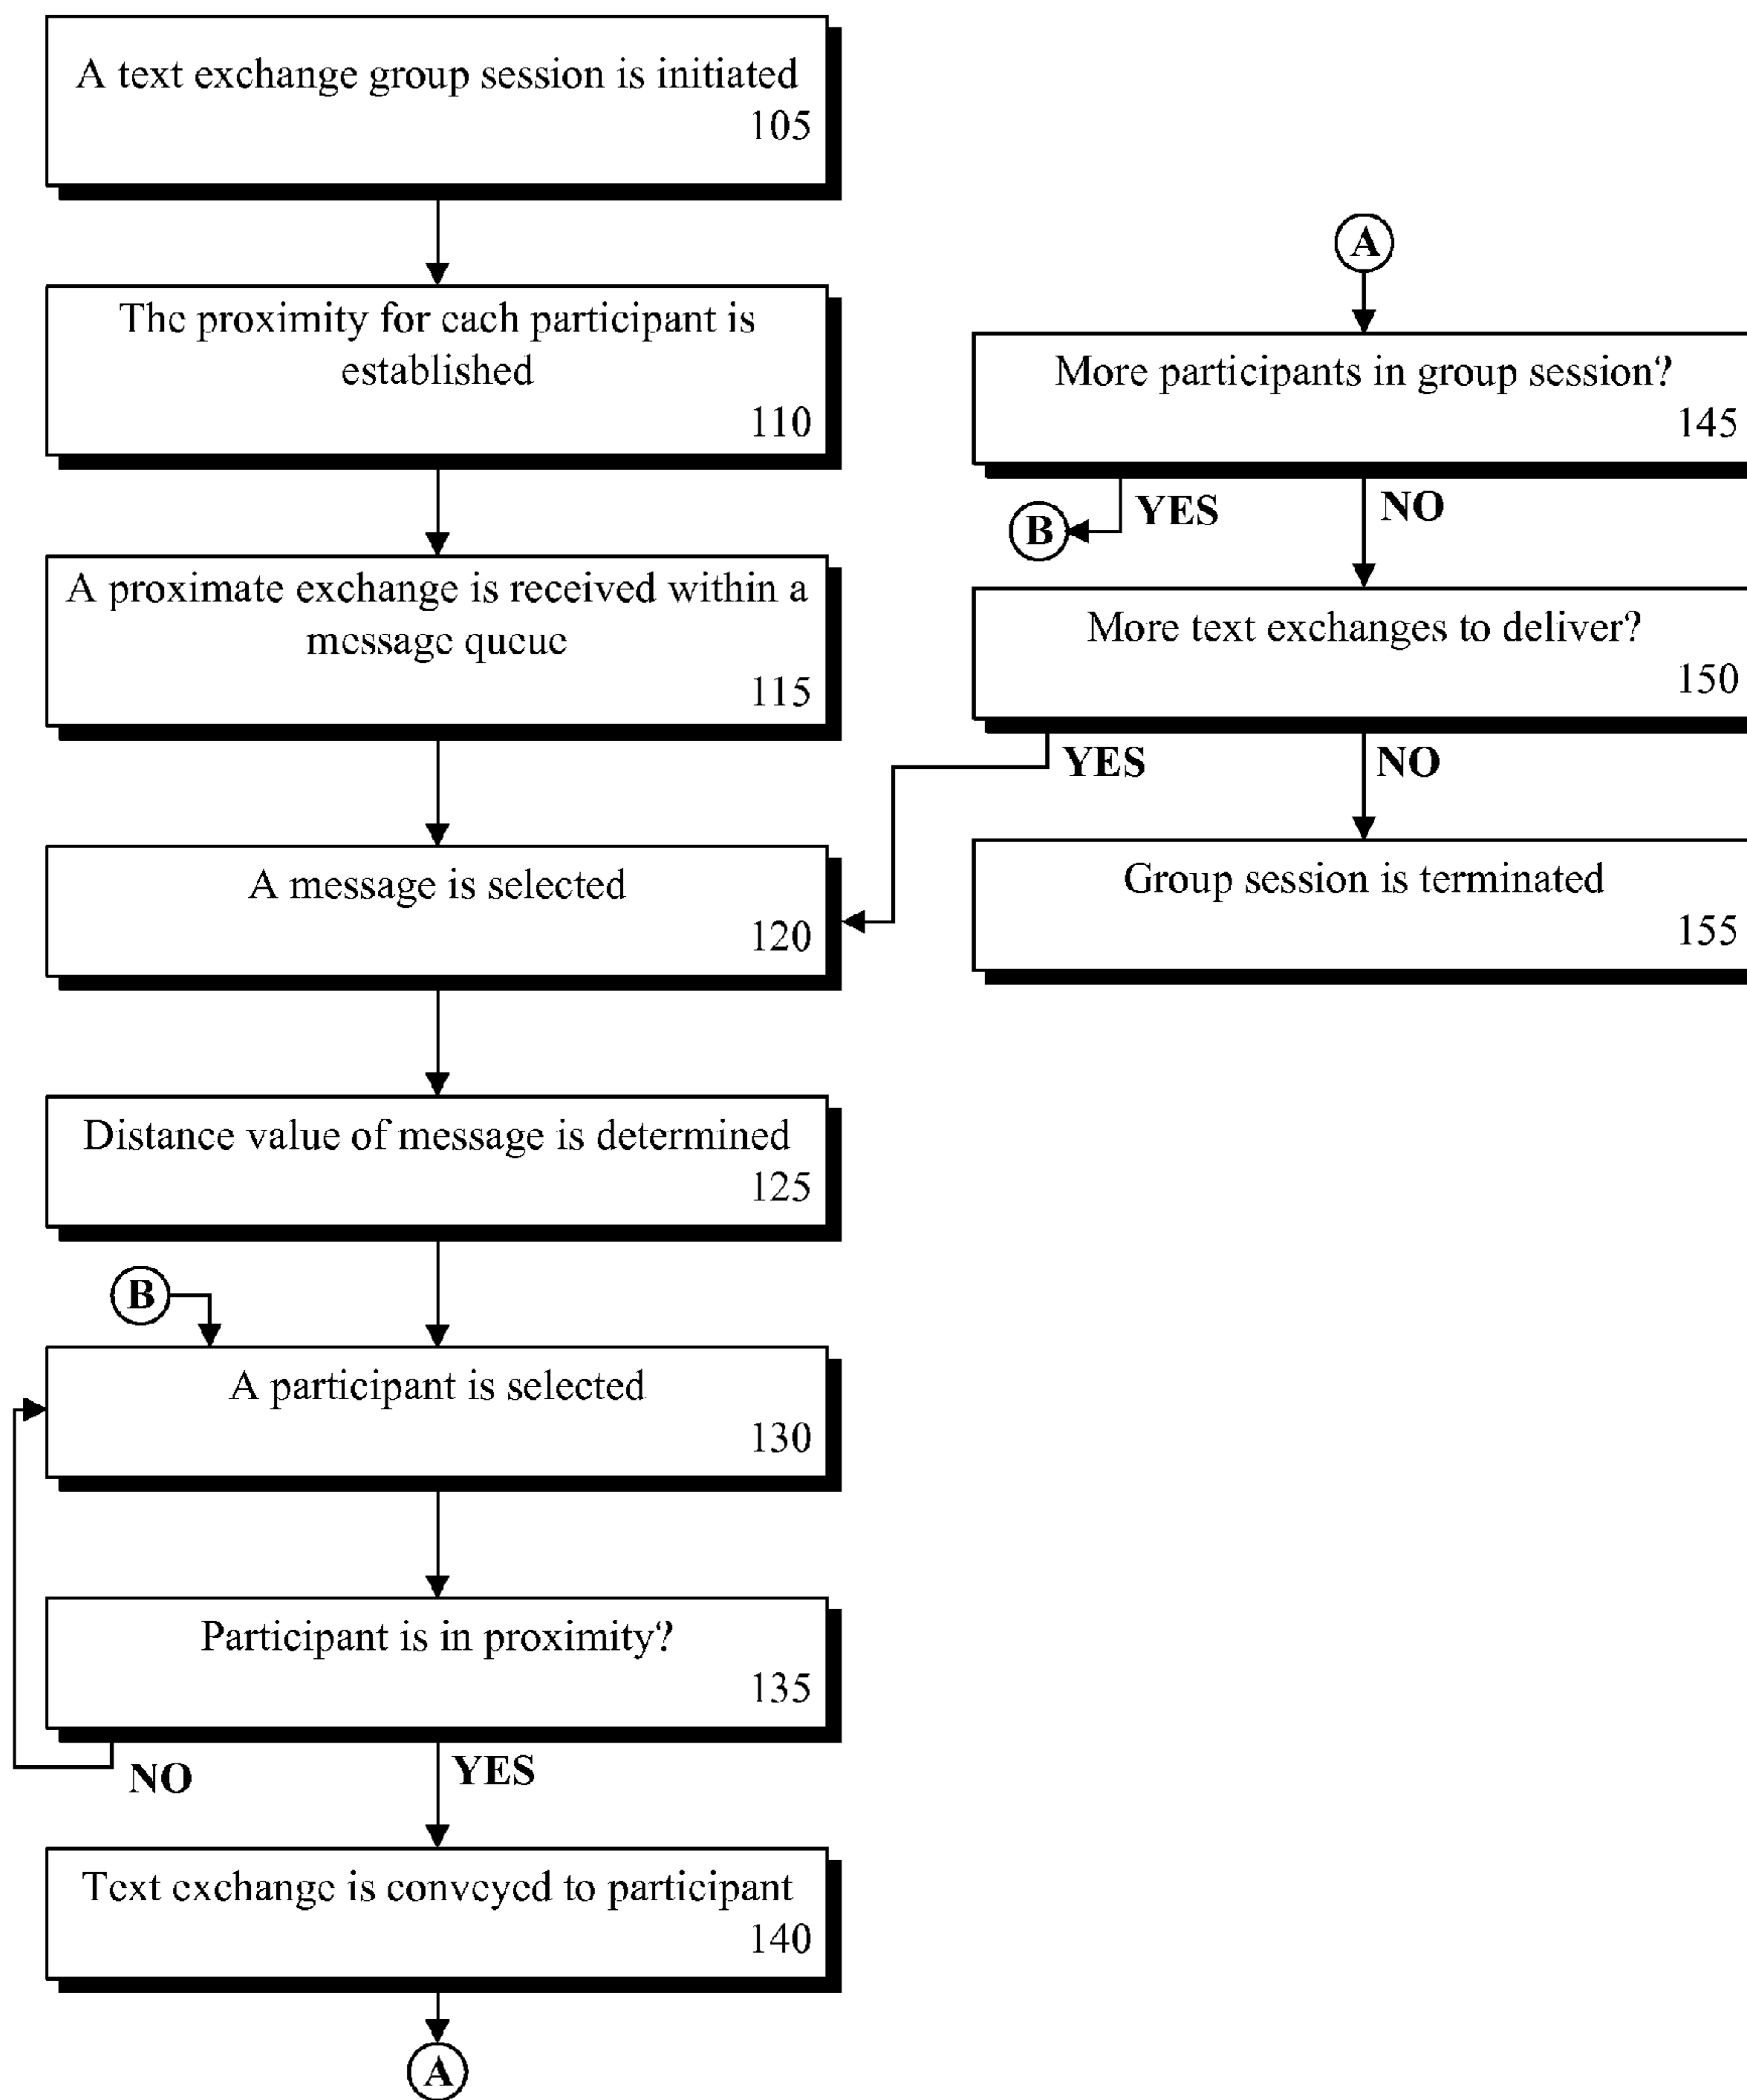 A text exchange group session is initiated
105
The proximity for each participant is
established
110
A proximate exchange is received within a
message queue
115
A message is selected
120
Distance value of message is determined
125
B
A participant is selected
130
Participant is in proximity?
135
NO
YES
Text exchange is conveyed to participant
140
A
A
More participants in group session?
145
B
YES
NO
More text exchanges to deliver?
150
YES
NO
Group session is terminated
155